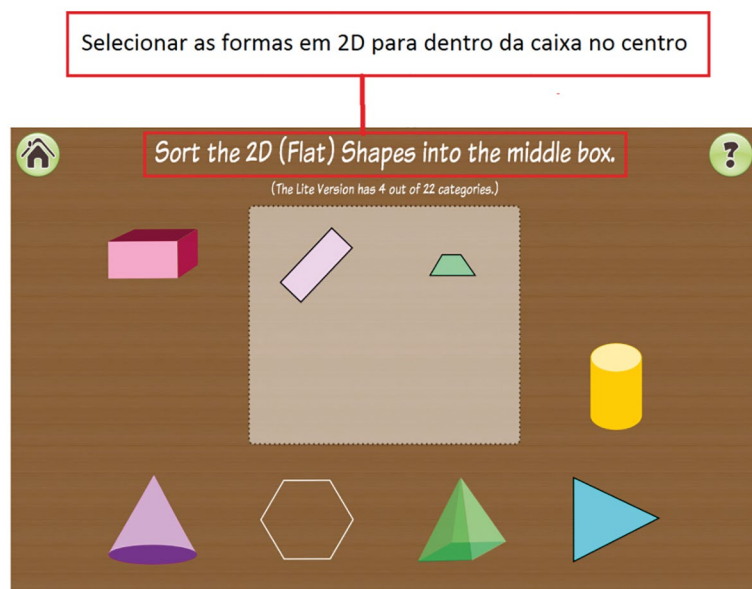 Selecionar as formas em 2D para dentro da caixa no centro
Sort the 2D (Flat) Shapes into the middle box.
(The Lite Version has 4 out of 22 categories.)
?